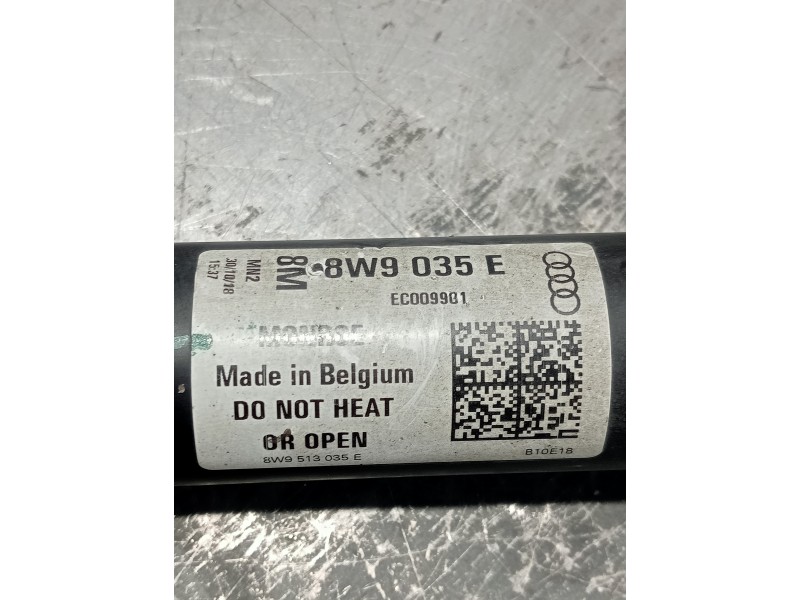 30/10/18
15:37
MN2
8M
8W9 035 E
EC009901
MONROE
Made in Belgium
DO NOT HEAT
OR OPEN
8W9 513 035 E
B10E18